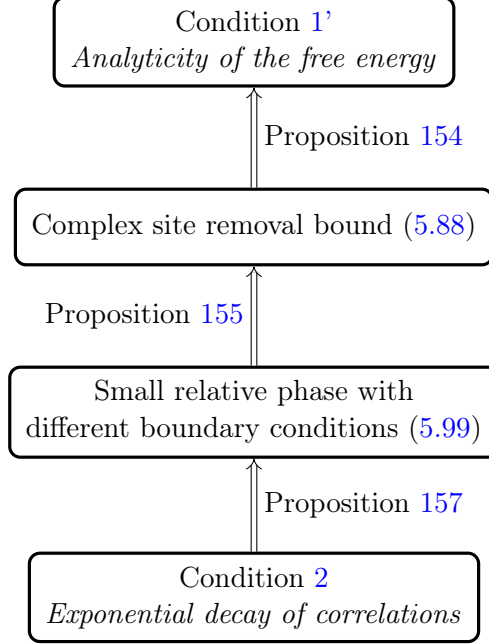 Condition 1’
Analyticity of the free energy
Proposition 154
Complex site removal bound (5.88)
Proposition 155
Small relative phase with
different boundary conditions (5.99)
Proposition 157
Condition 2
Exponential decay of correlations